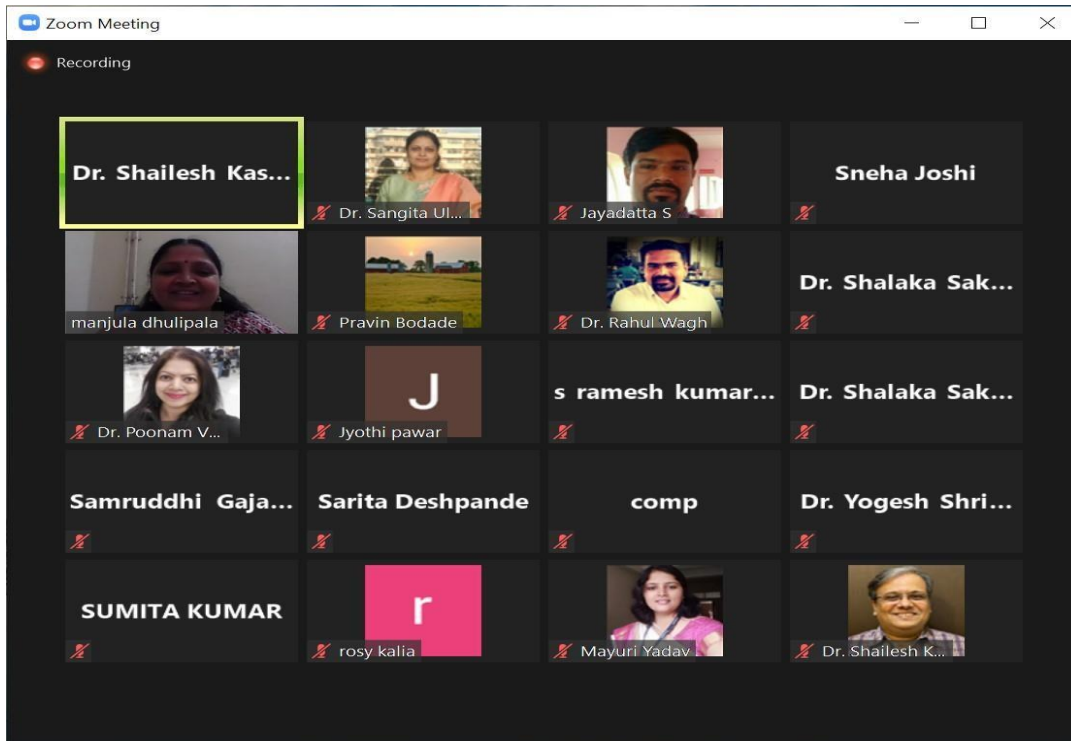 Zoom Meeting
Recording
Dr. Shailesh Kas...
Dr. Sangita Ul...
Jayadatta S
Sneha Joshi
manjula dhulipala
Pravin Bodade
Dr. Rahul Wagh
Dr. Shalaka Sak...
Dr. Poonam V...
J
Jyothi pawar
s ramesh kumar...
Dr. Shalaka Sak...
Samruddhi Gaja...
Sarita Deshpande
comp
Dr. Yogesh Shri...
SUMITA KUMAR
r
rosy kalia
Mayuri Yadav
Dr. Shailesh K...